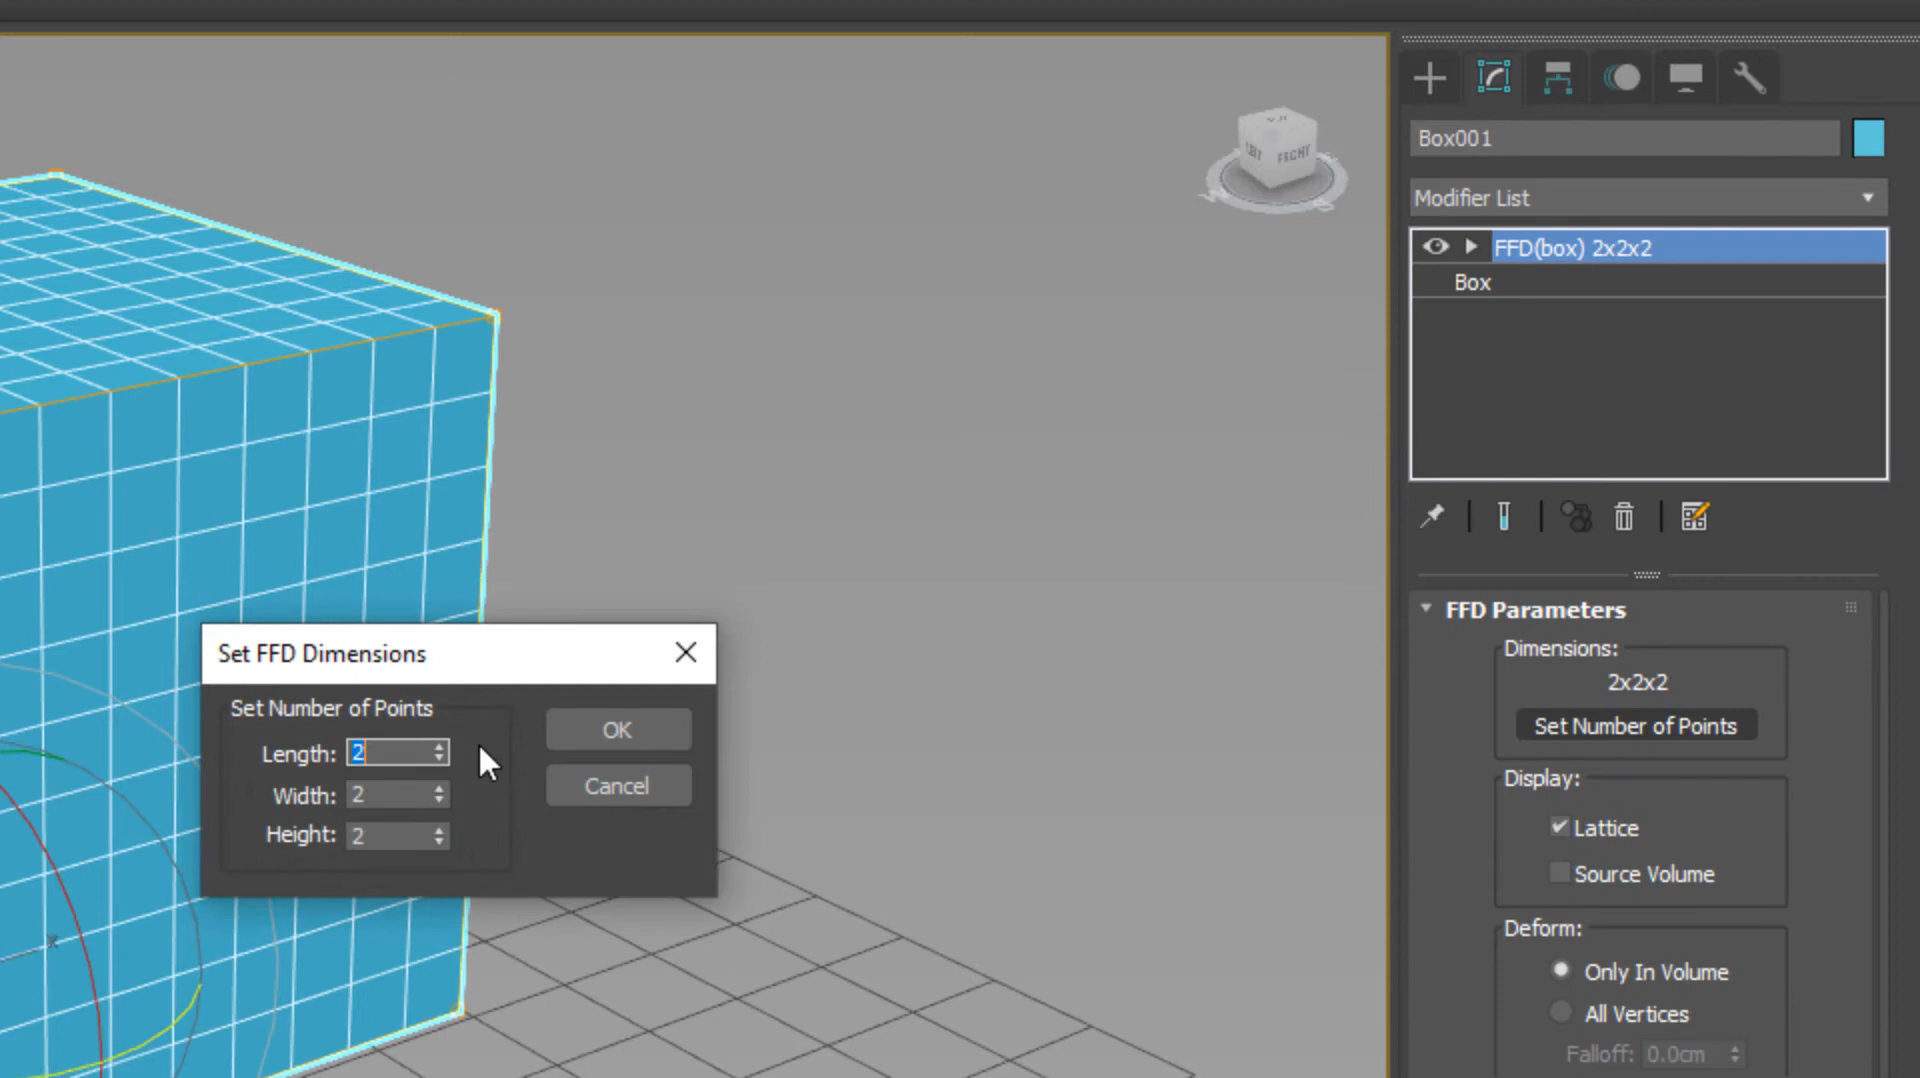 FRONT
Box001
Modifier List
FFD(box) 2x2x2
Box
FFD Parameters
Dimensions:
2x2x2
Set Number of Points
Display:
Lattice
Source Volume
Deform:
Only In Volume
All Vertices
Falloff: 0.0cm
Set FFD Dimensions
Set Number of Points
Length: 2
Width: 2
Height: 2
OK
Cancel